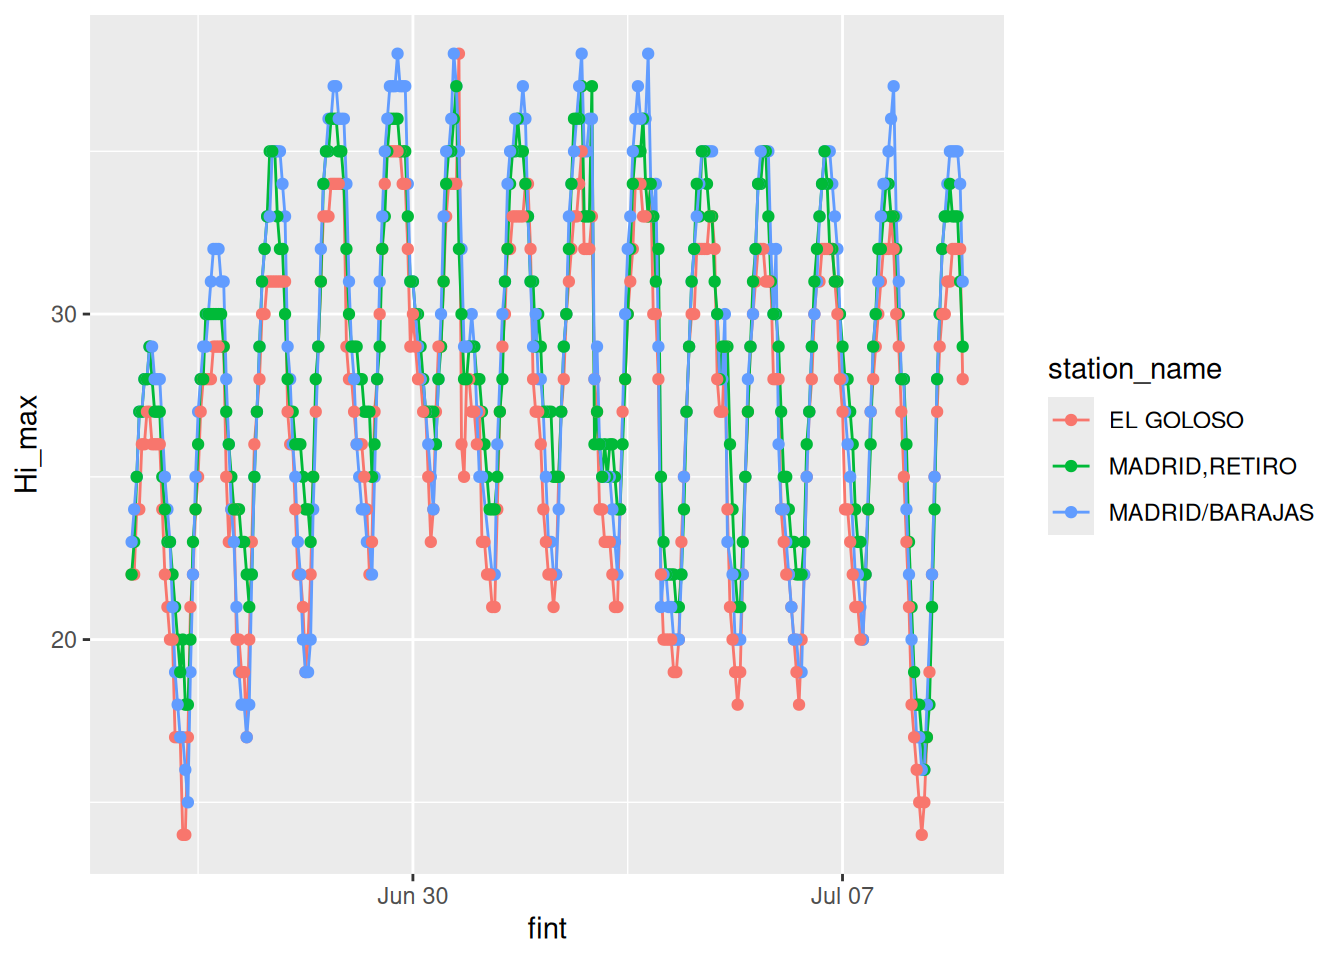 Hi_max
30
20
Jun 30
Jul 07
fint
station_name
EL GOLOSO
MADRID,RETIRO
MADRID/BARAJAS